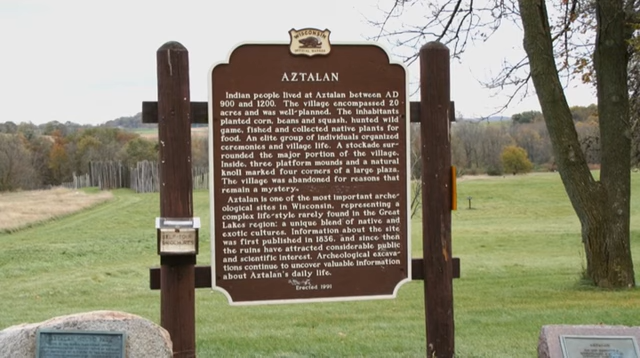 WISCONSIN
AZTALAN
Indian people lived at Aztalan between AD
900 and 1200. The village encompassed 20
acres and was well-planned. The inhabitants
planted corn, beans and squash, hunted wild
game, fished and collected native plants for
food. An elite group of individuals organized
ceremonies and village life. A stockade sur-
rounded the major portion of the village.
Inside, three platform mounds and a natural
knoll marked four corners of a large plaza.
The village was abandoned for reasons that
remain a mystery.
Aztalan is one of the most important arche-
ological sites in Wisconsin, representing a
complex life-style rarely found in the Great
Lakes region: a unique blend of native and
exotic cultures. Information about the site
was first published in 1836, and since then
the ruins have attracted considerable public
and scientific interest. Archeological excava-
tions continue to uncover valuable information
about Aztalan's daily life.
Erected 1991